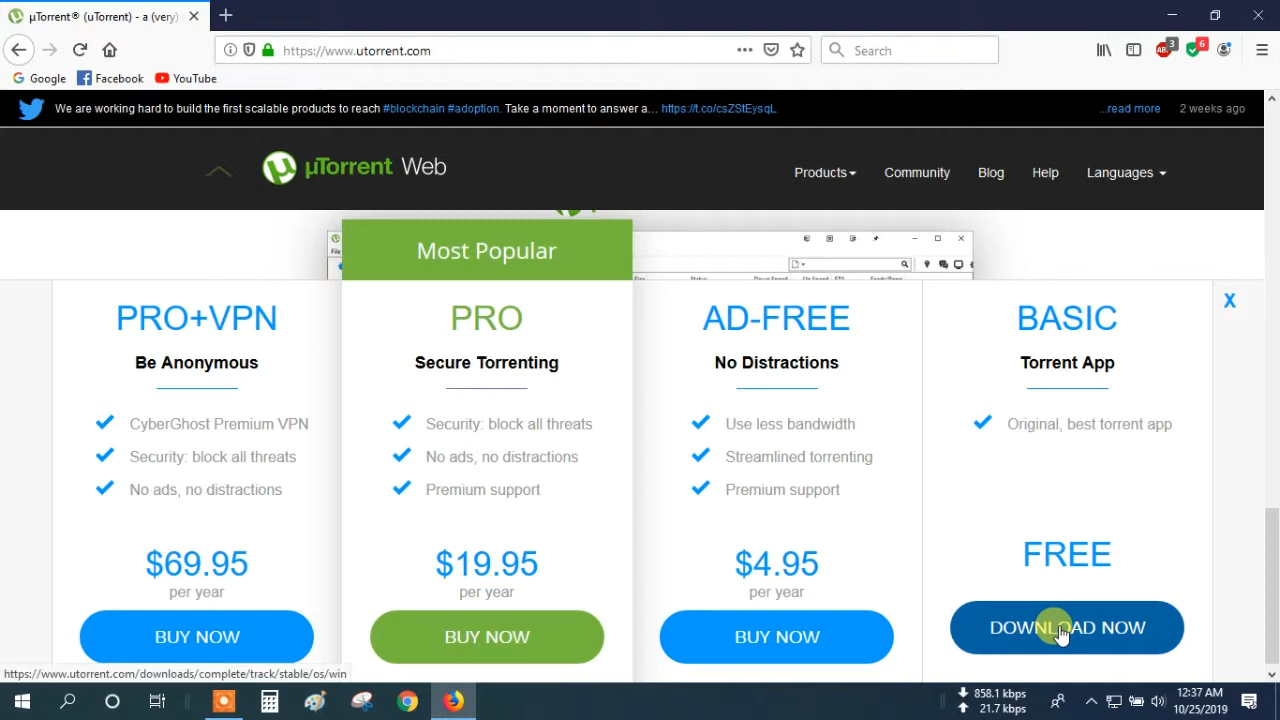 µTorrent® (uTorrent) - a (very)
https://www.utorrent.com
Search
3
6
Google
Facebook
YouTube
We are working hard to build the first scalable products to reach #blockchain #adoption. Take a moment to answer a... https://t.co/csZStEysqL
...read more
2 weeks ago
µTorrent Web
Products
Community
Blog
Help
Languages
Most Popular
PRO+VPN
Be Anonymous
CyberGhost Premium VPN
Security: block all threats
No ads, no distractions
$69.95
per year
BUY NOW
PRO
Secure Torrenting
Security: block all threats
No ads, no distractions
Premium support
$19.95
per year
BUY NOW
AD-FREE
No Distractions
Use less bandwidth
Streamlined torrenting
Premium support
$4.95
per year
BUY NOW
BASIC
Torrent App
Original, best torrent app
FREE
DOWNLOAD NOW
X
https://www.utorrent.com/downloads/complete/track/stable/os/win
858.1 kbps
21.7 kbps
12:37 AM
10/25/2019